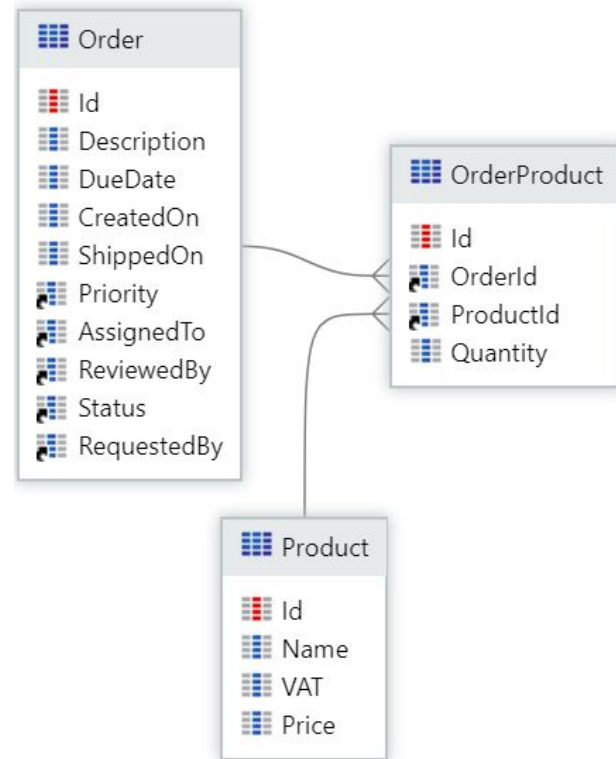 Order
Id
Description
DueDate
CreatedOn
ShippedOn
Priority
AssignedTo
ReviewedBy
Status
RequestedBy
OrderProduct
Id
OrderId
ProductId
Quantity
Product
Id
Name
VAT
Price